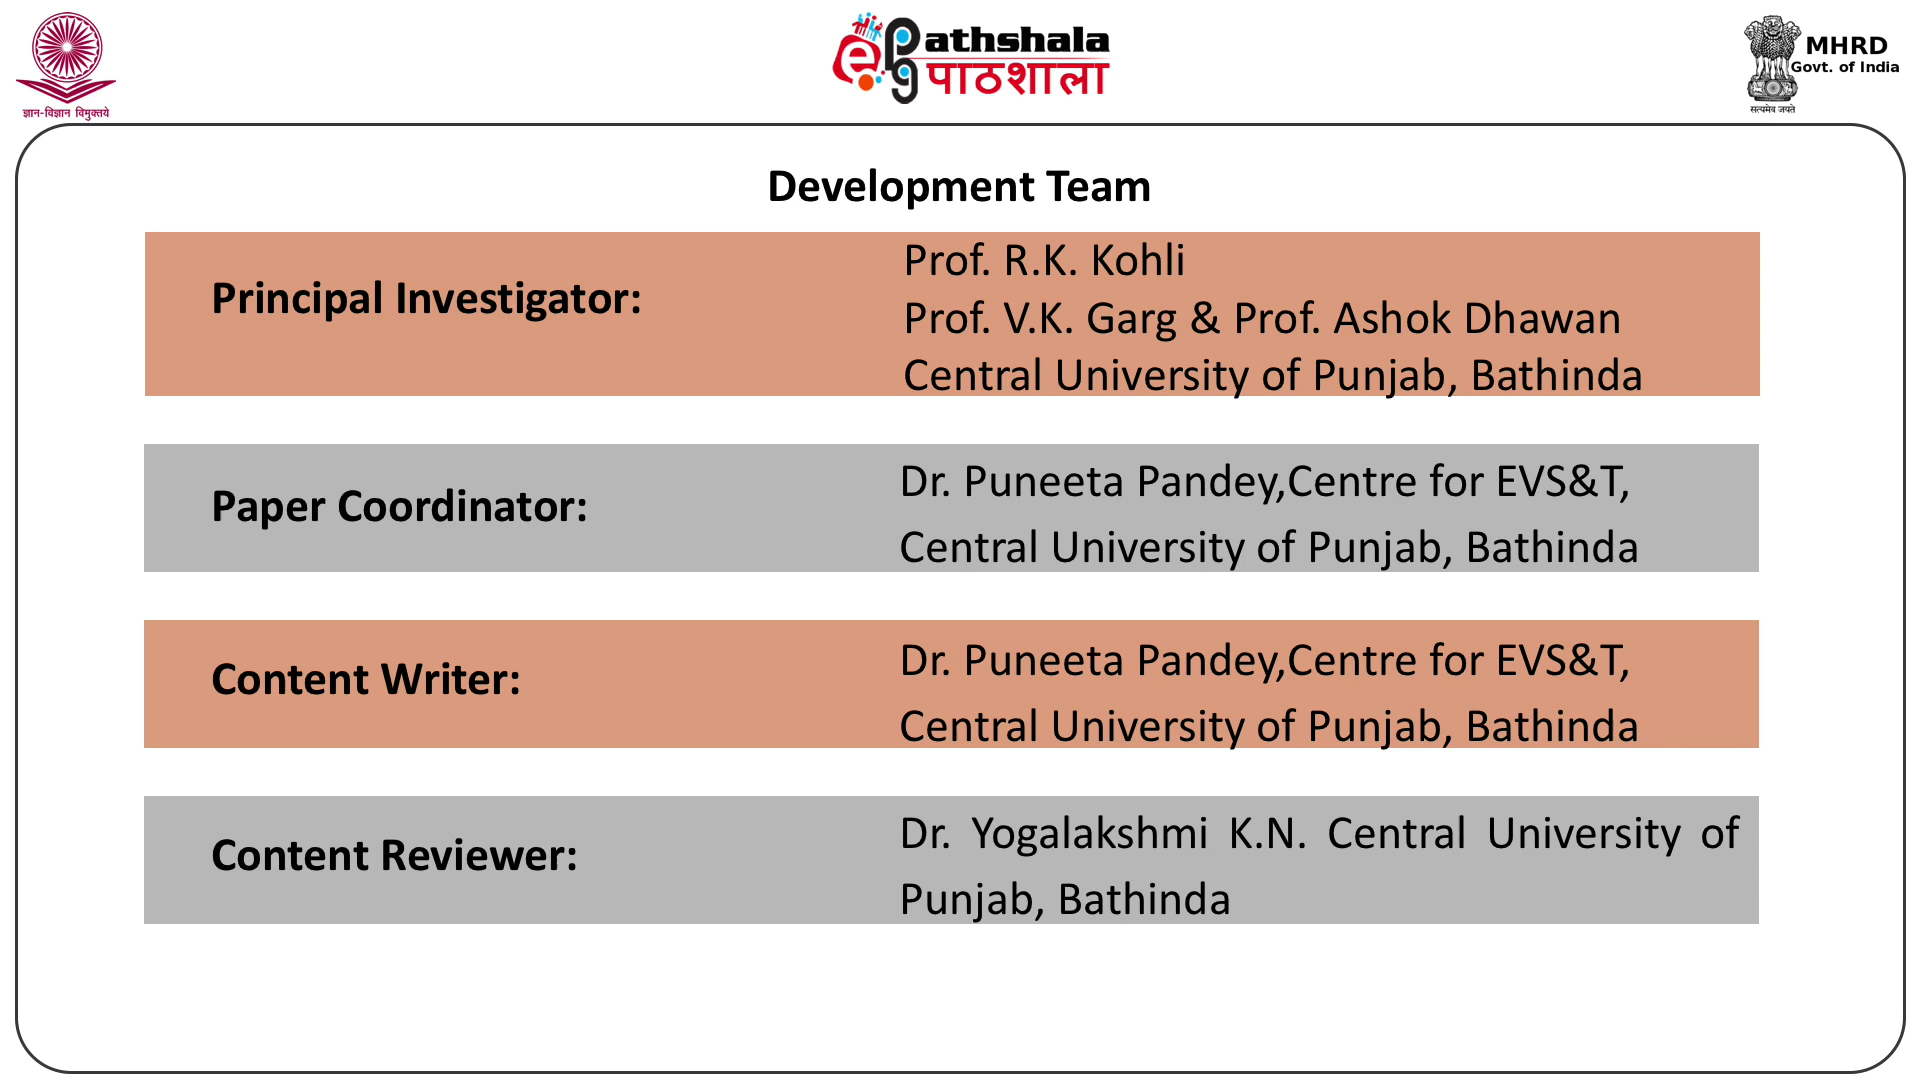 ज्ञान-विज्ञान विमुक्तये
e
PG
athshala
पाठशाला
MHRD
Govt. of India
सत्यमेव जयते
Development Team
Principal Investigator:
Prof. R.K. Kohli
Prof. V.K. Garg & Prof. Ashok Dhawan
Central University of Punjab, Bathinda
Paper Coordinator:
Dr. Puneeta Pandey,Centre for EVS&T,
Central University of Punjab, Bathinda
Content Writer:
Dr. Puneeta Pandey,Centre for EVS&T,
Central University of Punjab, Bathinda
Content Reviewer:
Dr. Yogalakshmi K.N. Central University of
Punjab, Bathinda